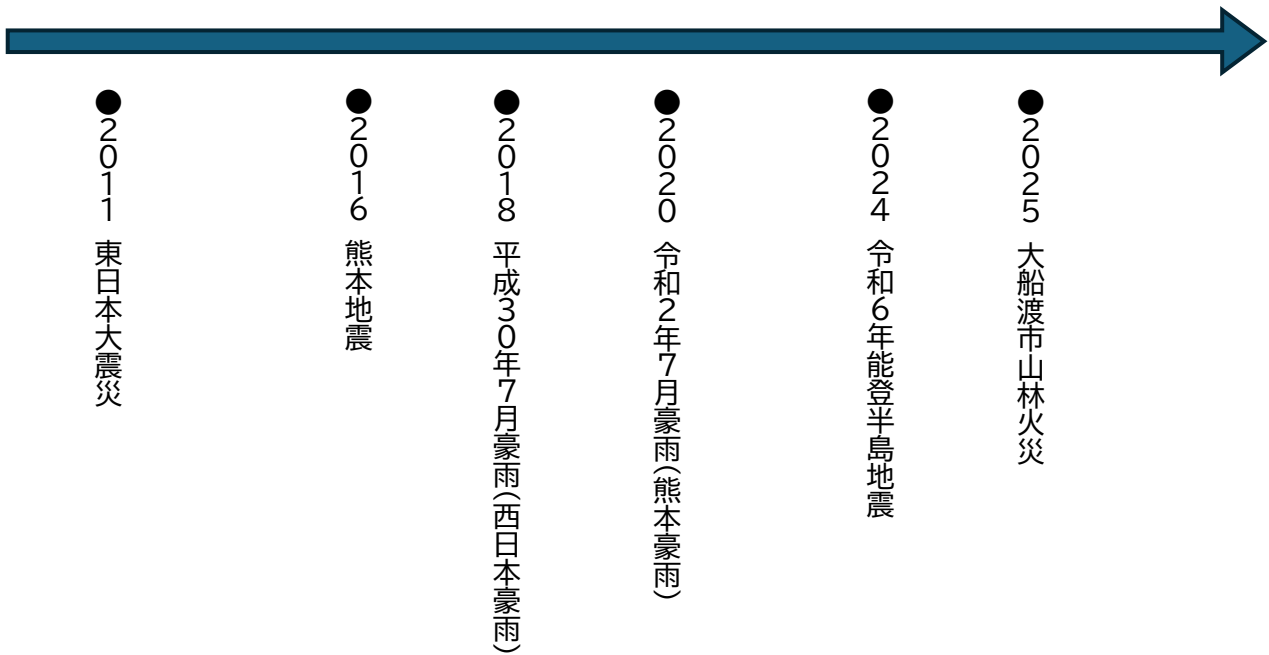 ●2011 東日本大震災
●2016 熊本地震
●2018 平成30年7月豪雨(西日本豪雨)
●2020 令和2年7月豪雨(熊本豪雨)
●2024 令和6年能登半島地震
●2025 大船渡市山林火災